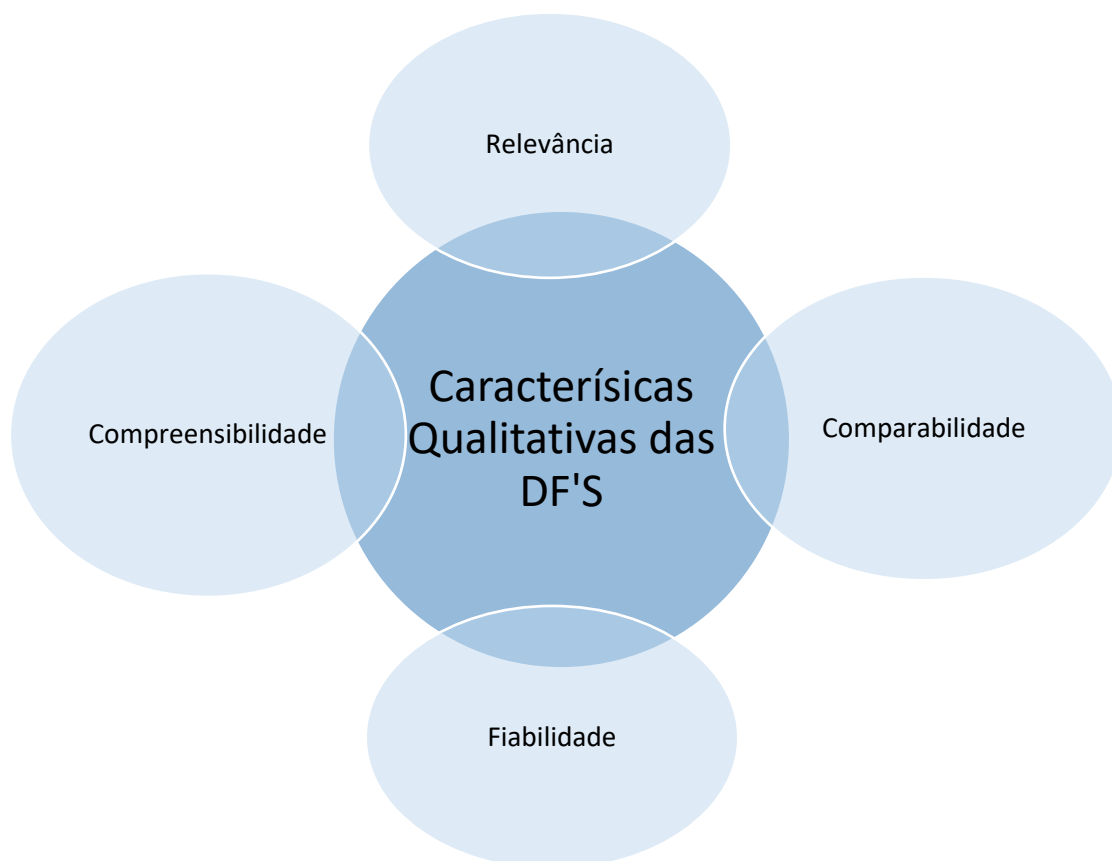 Relevância
Caracterísicas
Qualitativas das
DF'S
Compreensibilidade
Comparabilidade
Fiabilidade